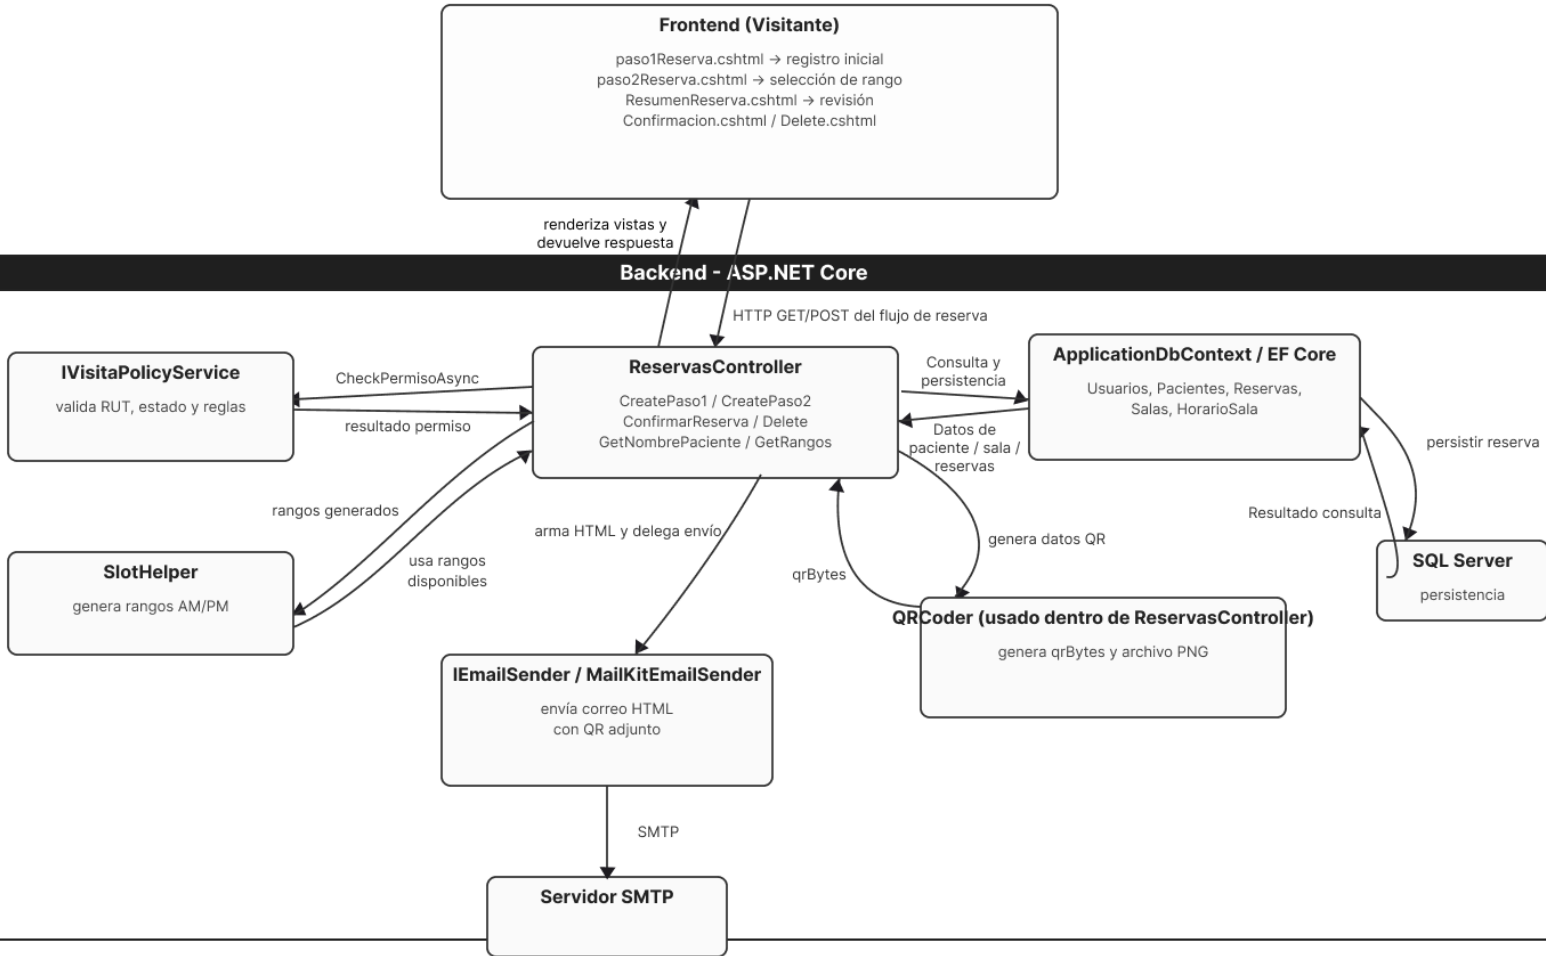 Frontend (Visitante)
paso1Reserva.cshtml → registro inicial
paso2Reserva.cshtml → selección de rango
ResumenReserva.cshtml → revisión
Confirmacion.cshtml / Delete.cshtml
renderiza vistas y
devuelve respuesta
Backend - ASP.NET Core
HTTP GET/POST del flujo de reserva
IVisitaPolicyService
valida RUT, estado y reglas
CheckPermisoAsync
resultado permiso
ReservasController
CreatePaso1 / CreatePaso2
ConfirmarReserva / Delete
GetNombrePaciente / GetRangos
Consulta y
persistencia
Datos de
paciente / sala /
reservas
ApplicationDbContext / EF Core
Usuarios, Pacientes, Reservas,
Salas, HorarioSala
persistir reserva
Resultado consulta
rangos generados
usa rangos
disponibles
arma HTML y delega envío
qrBytes
genera datos QR
SlotHelper
genera rangos AM/PM
SQL Server
persistencia
QRCoder (usado dentro de ReservasController)
genera qrBytes y archivo PNG
IEmailSender / MailKitEmailSender
envía correo HTML
con QR adjunto
SMTP
Servidor SMTP